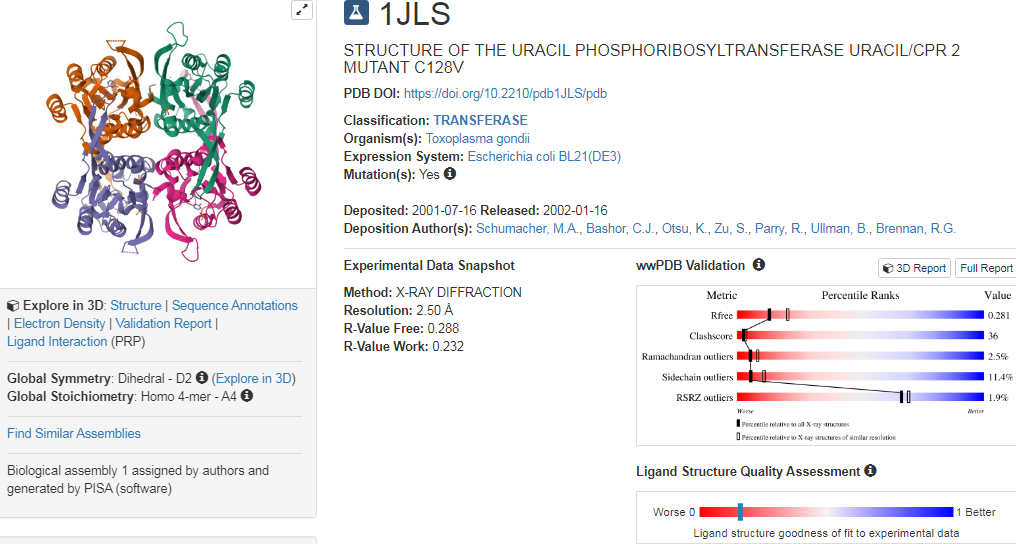 1JLS
STRUCTURE OF THE URACIL PHOSPHORIBOSYLTRANSFERASE URACIL/CPR 2
MUTANT C128V
PDB DOI: https://doi.org/10.2210/pdb1JLS/pdb
Classification: TRANSFERASE
Organism(s): Toxoplasma gondii
Expression System: Escherichia coli BL21(DE3)
Mutation(s): Yes
Deposited: 2001-07-16 Released: 2002-01-16
Deposition Author(s): Schumacher, M.A., Bashor, C.J., Otsu, K., Zu, S., Parry, R., Ullman, B., Brennan, R.G.
Explore in 3D: Structure | Sequence Annotations
| Electron Density | Validation Report |
Ligand Interaction (PRP)
Global Symmetry: Dihedral - D2 (Explore in 3D)
Global Stoichiometry: Homo 4-mer - A4
Find Similar Assemblies
Biological assembly 1 assigned by authors and
generated by PISA (software)
Experimental Data Snapshot
Method: X-RAY DIFFRACTION
Resolution: 2.50 Å
R-Value Free: 0.288
R-Value Work: 0.232
wwPDB Validation
3D Report
Full Report
Metric Percentile Ranks Value
Rfree 0.281
Clashscore 36
Ramachandran outliers 2.5%
Sidechain outliers 11.4%
RSRZ outliers 1.9%
Worse Better
Percentile relative to all X-ray structures
Percentile relative to X-ray structures of similar resolution
Ligand Structure Quality Assessment
Worse 0 1 Better
Ligand structure goodness of fit to experimental data